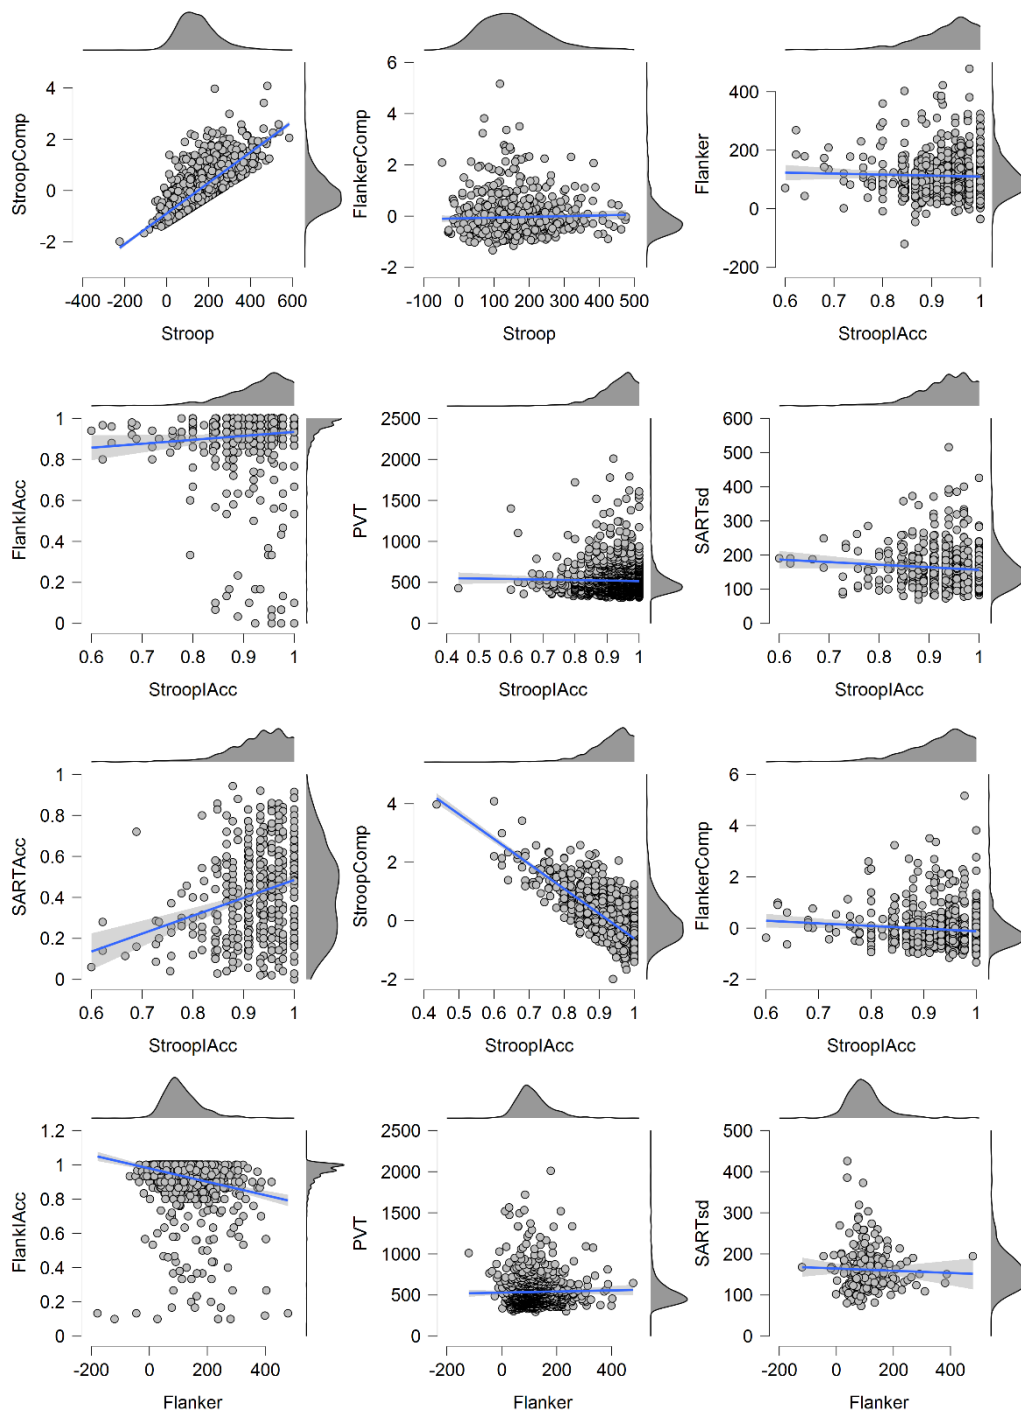 StroopComp
4
2
0
-2
-400 -200 0 200 400 600
Stroop
FlankerComp
6
4
2
0
-2
-100 0 100 200 300 400 500
Stroop
Flanker
400
200
0
-200
0.6 0.7 0.8 0.9 1
StroopIAcc
FlankIAcc
1
0.8
0.6
0.4
0.2
0
0.6 0.7 0.8 0.9 1
StroopIAcc
PVT
2500
2000
1500
1000
500
0
0.4 0.5 0.6 0.7 0.8 0.9 1
StroopIAcc
SARTsd
600
500
400
300
200
100
0
0.6 0.7 0.8 0.9 1
StroopIAcc
SARTAcc
1
0.8
0.6
0.4
0.2
0
0.6 0.7 0.8 0.9 1
StroopIAcc
StroopComp
4
2
0
-2
0.4 0.5 0.6 0.7 0.8 0.9 1
StroopIAcc
FlankerComp
6
4
2
0
-2
0.6 0.7 0.8 0.9 1
StroopIAcc
FlankIAcc
1.2
1
0.8
0.6
0.4
0.2
0
-200 0 200 400
Flanker
PVT
2500
2000
1500
1000
500
0
-200 0 200 400
Flanker
SARTsd
500
400
300
200
100
0
-200 0 200 400
Flanker